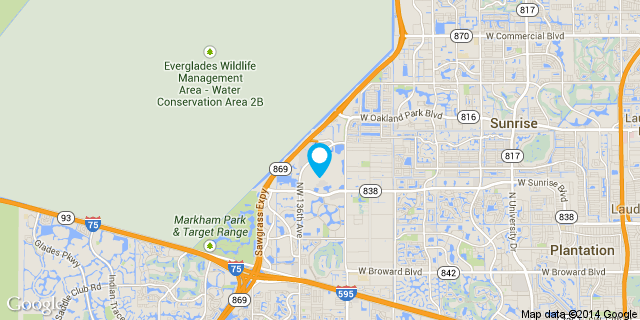 817
870
W Commercial Blvd
Everglades Wildlife
Management
Area - Water
Conservation Area 2B
W Oakland Park Blvd
816
Sunrise
Lau
817
869
NW 136th Ave
838
W Sunrise Blvd
Sawgrass Expy
N University Dr
Laud
93
75
Markham Park
& Target Range
838
Plantation
Glades Pkwy
75
W Broward Blvd
842
W Broward Blvd
Saddle Club Rd
Indian Trace
869
595
Google
Map data ©2014 Google